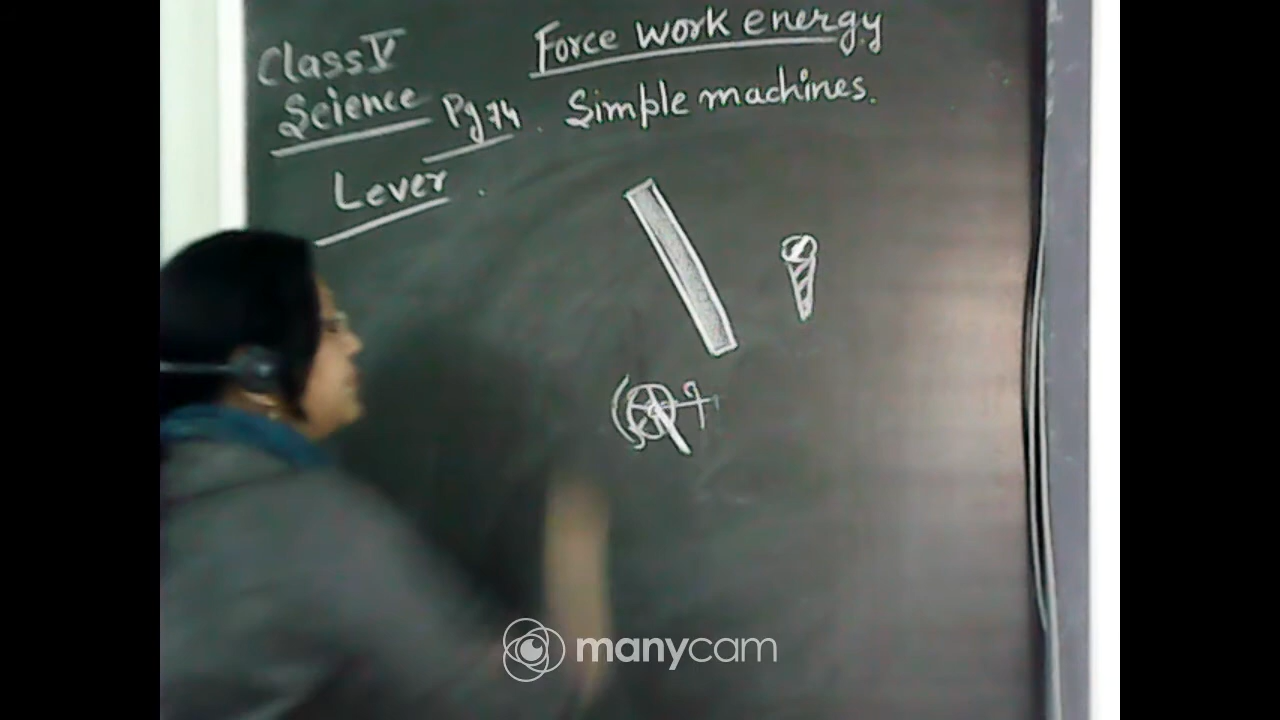 Class V
Force work energy
Science Pg 74. Simple machines.
Lever.
manycam